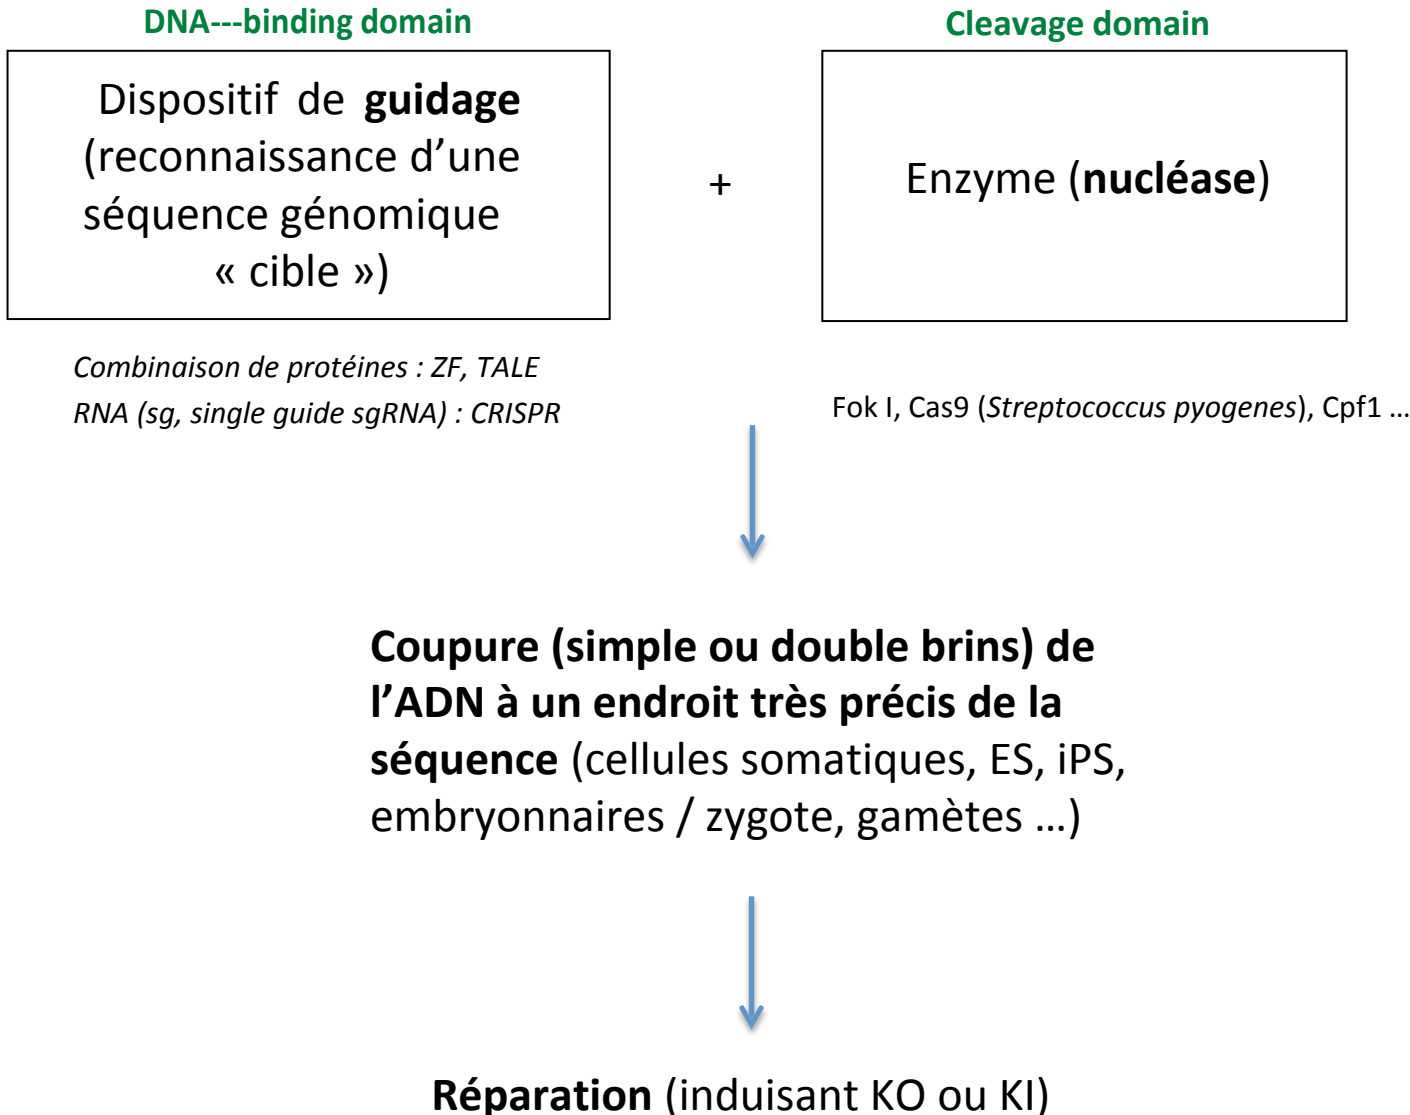 DNA---binding domain
Dispositif de guidage
(reconnaissance d’une
séquence génomique
« cible »)
Combinaison de protéines : ZF, TALE
RNA (sg, single guide sgRNA) : CRISPR
+
Cleavage domain
Enzyme (nucléase)
Fok I, Cas9 (Streptococcus pyogenes), Cpf1 ...
Coupure (simple ou double brins) de
l’ADN à un endroit très précis de la
séquence (cellules somatiques, ES, iPS,
embryonnaires / zygote, gamètes ...)
Réparation (induisant KO ou KI)